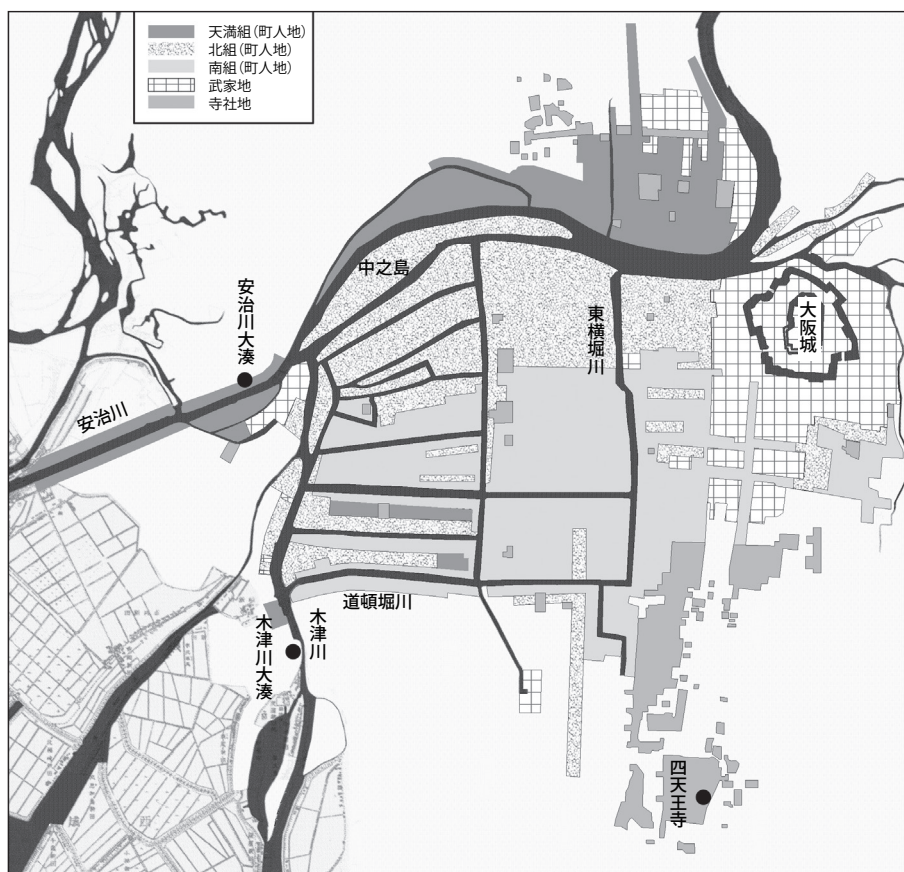 天満組（町人地）
北組（町人地）
南組（町人地）
武家地
寺社地
中之島
安治川大湊
東横堀川
大阪城
安治川
道頓堀川
木津川
木津川大湊
四天王寺